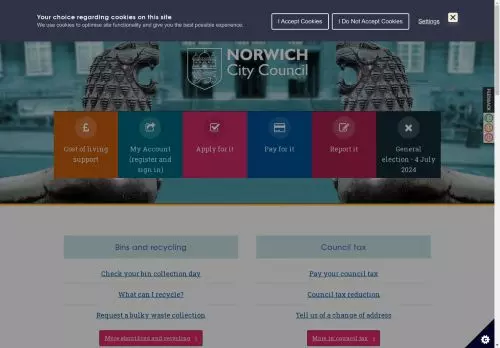 Your choice regarding cookies on this site
We use cookies to optimise site functionality and give you the best possible experience.
I Accept Cookies
I Do Not Accept Cookies
Settings
NORWICH
City Council
FEEDBACK
Cost of living
support
My Account
(register and
sign in)
Apply for it
Pay for it
Report it
General
election - 4 July
2024
Bins and recycling
Council tax
Check your bin collection day
Pay your council tax
What can I recycle?
Council tax reduction
Request a bulky waste collection
Tell us of a change of address
More about bins and recycling
More in council tax